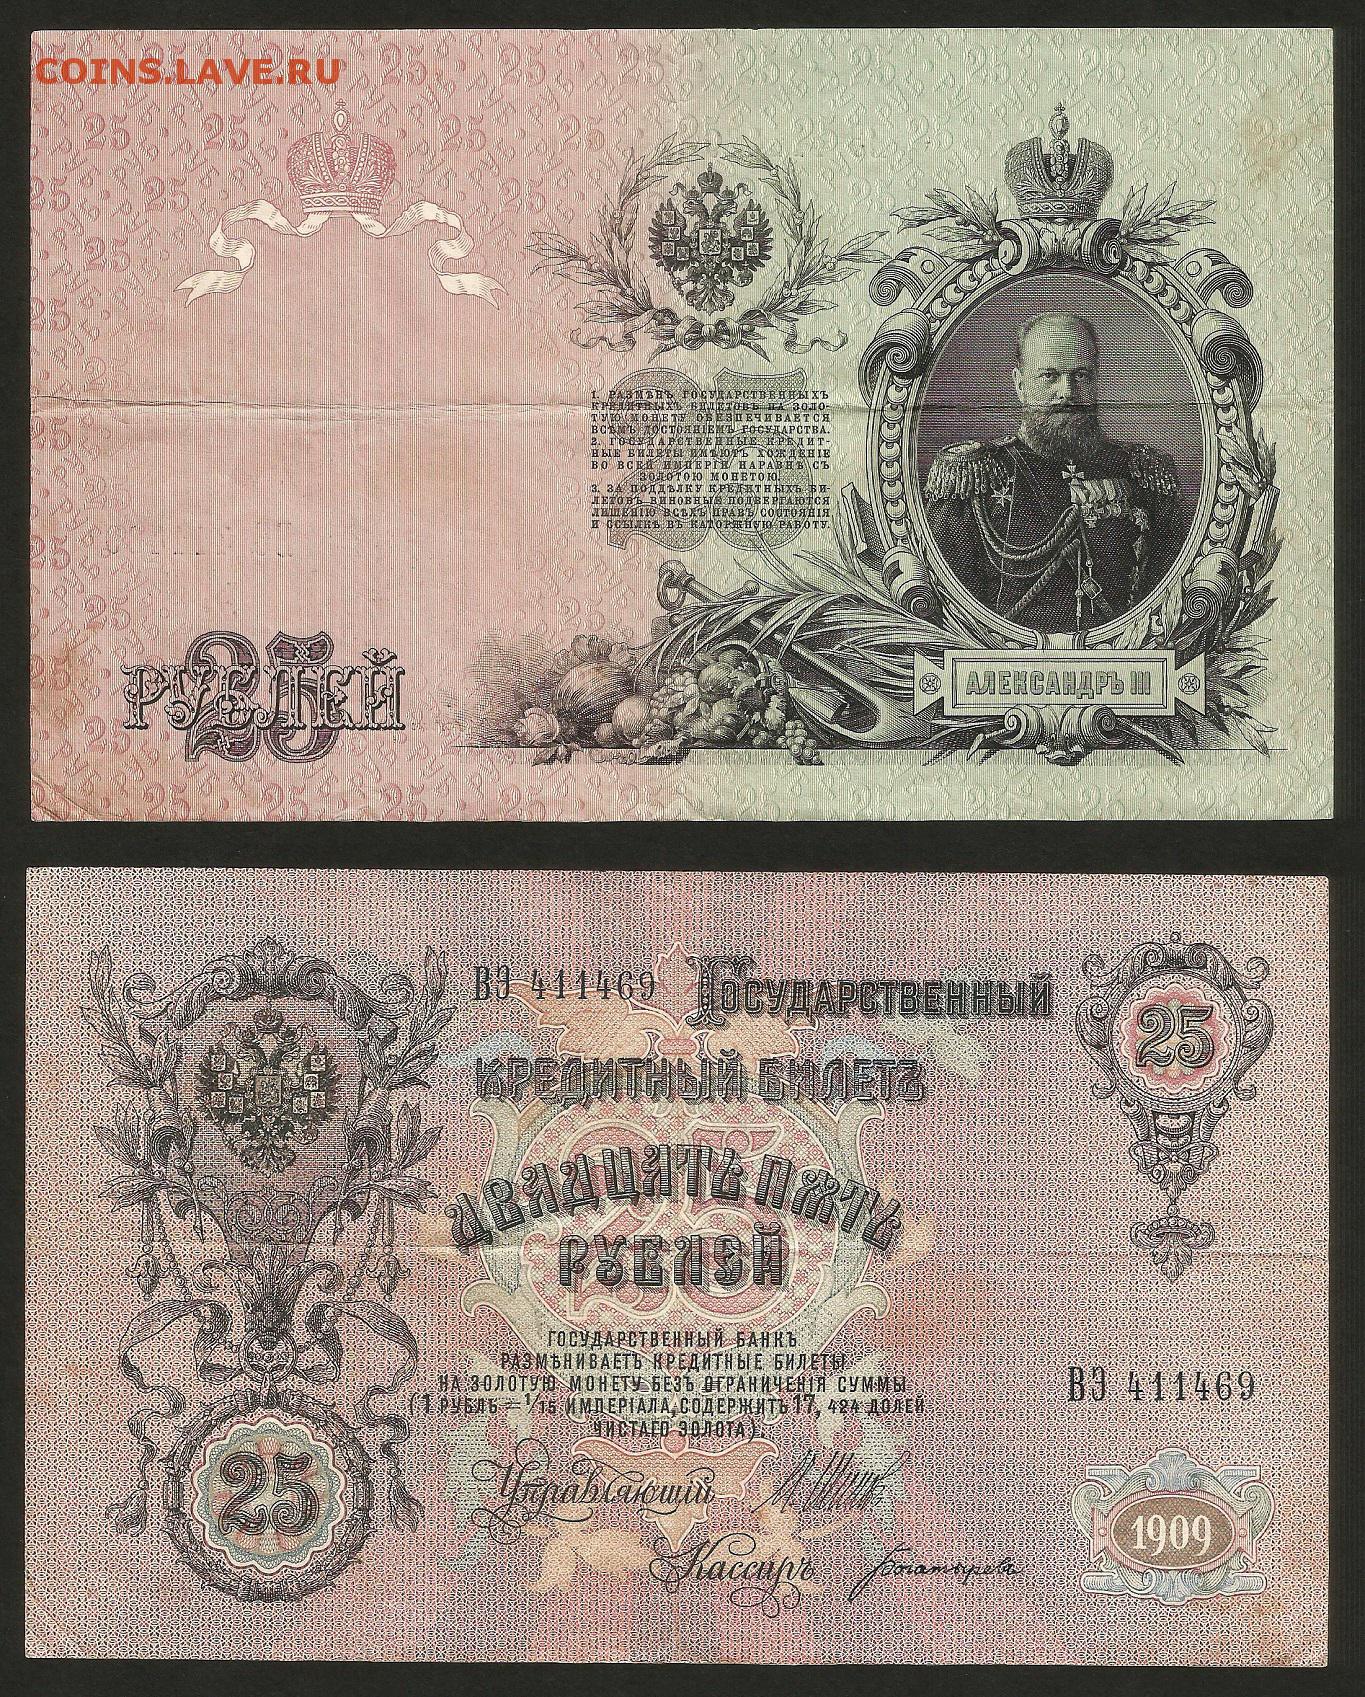 COINS.LAVE.RU
1. РАЗМѢНЪ ГОСУДАРСТВЕННЫХЪ
КРЕДИТНЫХЪ БИЛЕТОВЪ НА ЗОЛО-
ТУЮ МОНЕТУ ОБЕЗПЕЧИВАЕТСЯ
ВСѢМЪ ДОСТОЯНІЕМЪ ГОСУДАРСТВА.
2. ГОСУДАРСТВЕННЫЕ КРЕДИТ-
НЫЕ БИЛЕТЫ ИМѢЮТЪ ХОЖДЕНІЕ
ВО ВСЕЙ ИМПЕРІИ НАРАВНѢ СЪ
ЗОЛОТОЮ МОНЕТОЮ.
3. ЗА ПОДДѢЛКУ КРЕДИТНЫХЪ БИ-
ЛЕТОВЪ ВИНОВНЫЕ ПОДВЕРГАЮТСЯ
ЛИШЕНІЮ ВСѢХЪ ПРАВЪ СОСТОЯНІЯ
И ССЫЛКѢ ВЪ КАТОРЖНУЮ РАБОТУ.
25
25
РУБЛЕЙ
АЛЕКСАНДРЪ III
ВЭ 411469
ГОСУДАРСТВЕННЫЙ
КРЕДИТНЫЙ БИЛЕТЪ
25
25
ДВАДЦАТЬ ПЯТЬ
РУБЛЕЙ
ГОСУДАРСТВЕННЫЙ БАНКЪ
РАЗМѢНИВАЕТЪ КРЕДИТНЫЕ БИЛЕТЫ
НА ЗОЛОТУЮ МОНЕТУ БЕЗЪ ОГРАНИЧЕНІЯ СУММЫ
(1 РУБЛЬ = 1/15 ИМПЕРІАЛА, СОДЕРЖИТЪ 17, 424 ДОЛЕЙ
ЧИСТАГО ЗОЛОТА).
ВЭ 411469
25
Управляющій
Кассиръ Богатыревъ
1909